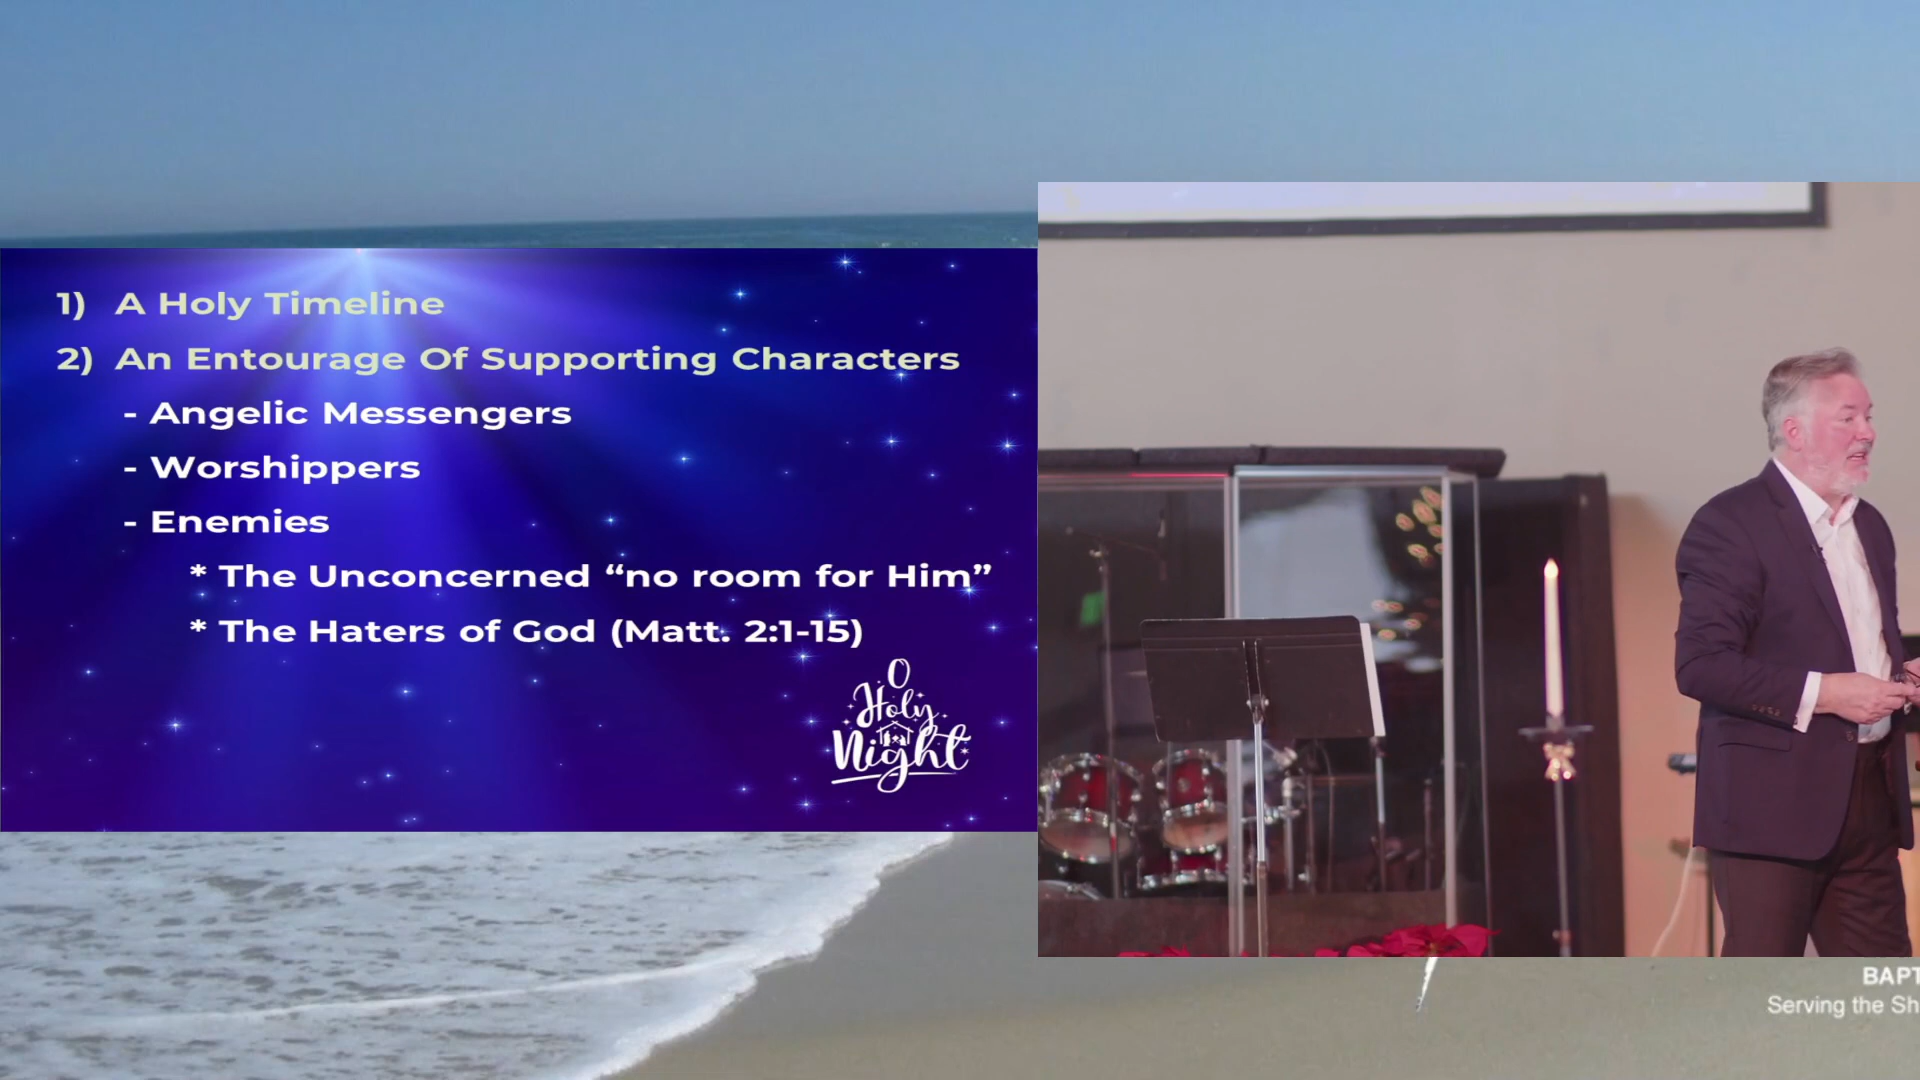 1) A Holy Timeline
2) An Entourage Of Supporting Characters
- Angelic Messengers
- Worshippers
- Enemies
* The Unconcerned “no room for Him”
* The Haters of God (Matt. 2:1-15)
O
Holy
Night
BAPT
Serving the Sh